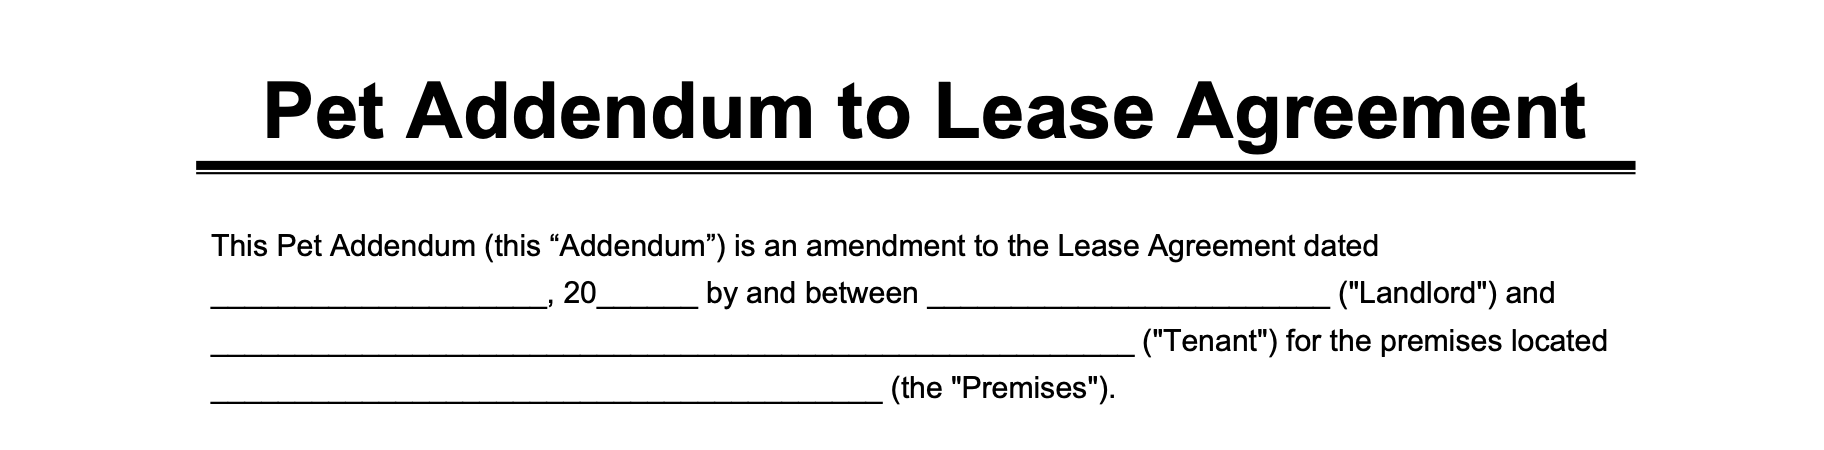 Pet Addendum to Lease Agreement
This Pet Addendum (this “Addendum”) is an amendment to the Lease Agreement dated
____________________, 20______ by and between ________________________ ("Landlord") and
_______________________________________________________ ("Tenant") for the premises located
________________________________________ (the "Premises").